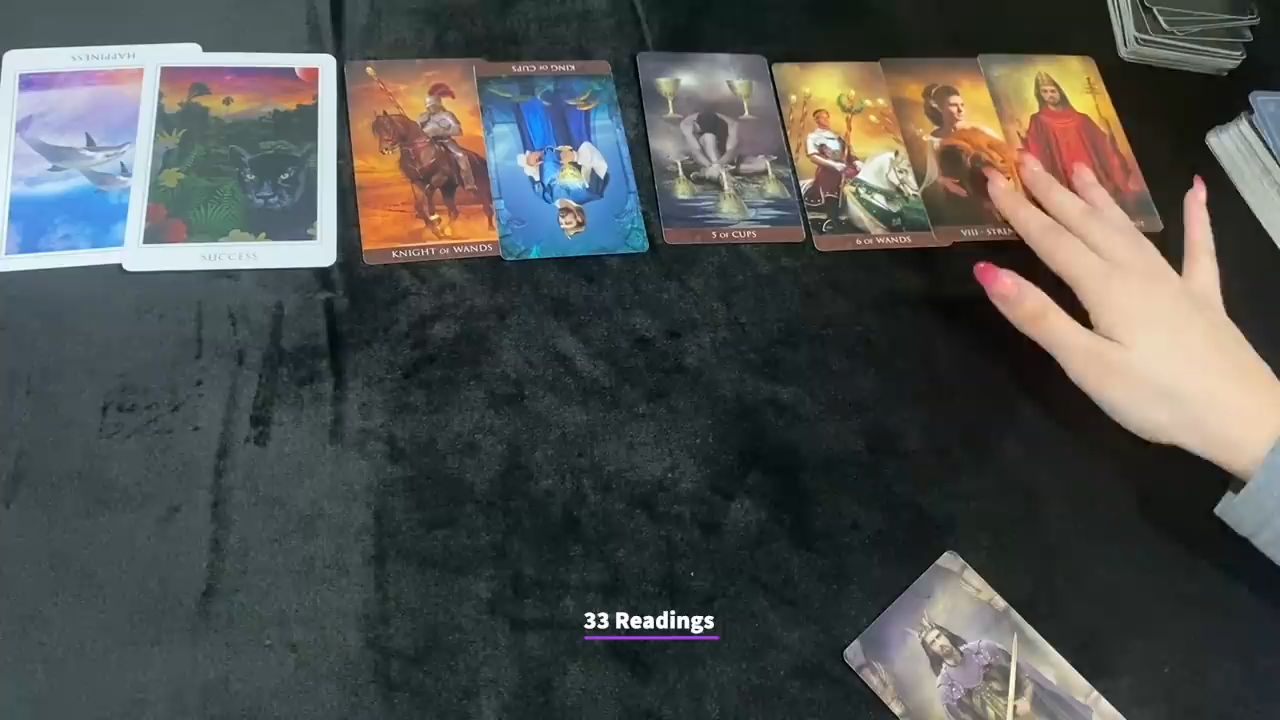 HAPPINESS
SUCCESS
KNIGHT OF WANDS
KING OF CUPS
5 OF CUPS
6 OF WANDS
VIII - STREN
33 Readings